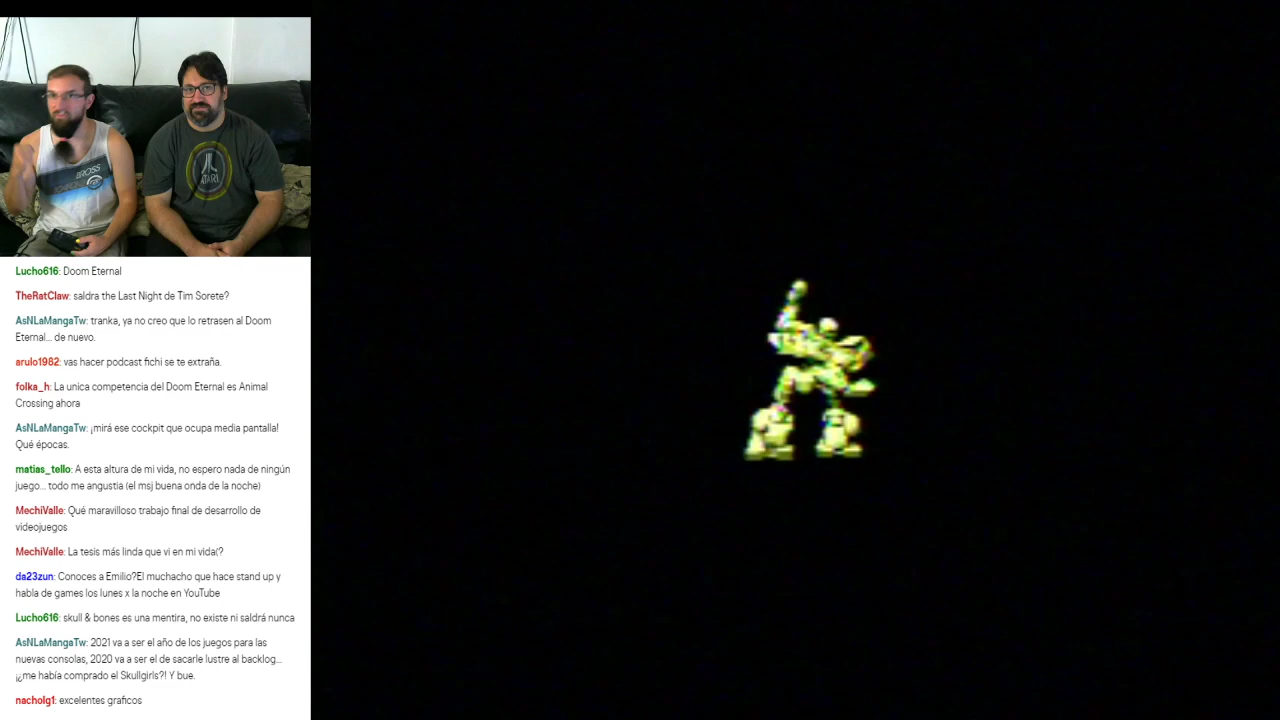 BROSS
ATARI
Lucho616: Doom Eternal
TheRatClaw: saldra the Last Night de Tim Sorete?
AsNLaMangaTw: tranka, ya no creo que lo retrasen al Doom
Eternal... de nuevo.
arulo1982: vas hacer podcast fichi se te extraña.
folka_h: La unica competencia del Doom Eternal es Animal
Crossing ahora
AsNLaMangaTw: ¡mirá ese cockpit que ocupa media pantalla!
Qué épocas.
matias_tello: A esta altura de mi vida, no espero nada de ningún
juego... todo me angustia (el msj buena onda de la noche)
MechiValle: Qué maravilloso trabajo final de desarrollo de
videojuegos
MechiValle: La tesis más linda que vi en mi vida(?
da23zun: Conoces a Emilio?El muchacho que hace stand up y
habla de games los lunes x la noche en YouTube
Lucho616: skull & bones es una mentira, no existe ni saldrá nunca
AsNLaMangaTw: 2021 va a ser el año de los juegos para las
nuevas consolas, 2020 va a ser el de sacarle lustre al backlog...
¡¿me había comprado el Skullgirls?! Y bue.
nacholg1: excelentes graficos